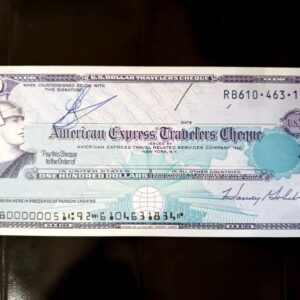 U.S. DOLLAR TRAVELERS CHEQUE
WHEN COUNTERSIGNED BELOW WITH
THIS SIGNATURE
RB610·463·1
American Express Travelers Cheque
ISSUED BY
AMERICAN EXPRESS TRAVEL RELATED SERVICES COMPANY, INC.
NEW YORK, N.Y.
Pay this Cheque
to the Order of
IN UNITED STATES
IN ALL OTHER COUNTRIES
ONE HUNDRED DOLLARS
SIGN HERE IN PRESENCE OF PERSON CASHING